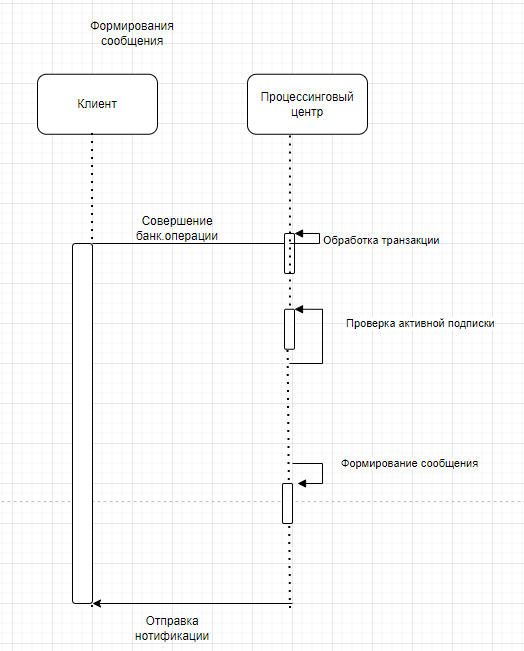 Формирования
сообщения
Клиент
Процессинговый
центр
Совершение
банк.операции
Обработка транзакции
Проверка активной подписки
Формирование сообщения
Отправка
нотификации